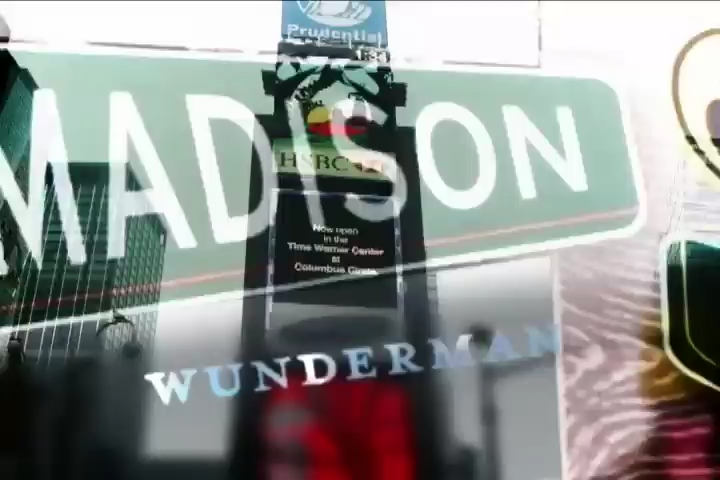 Prudential
MADISON
HSBC
Now open
in the
Time Warner Center
at
Columbus Circle.
WUNDERMAN